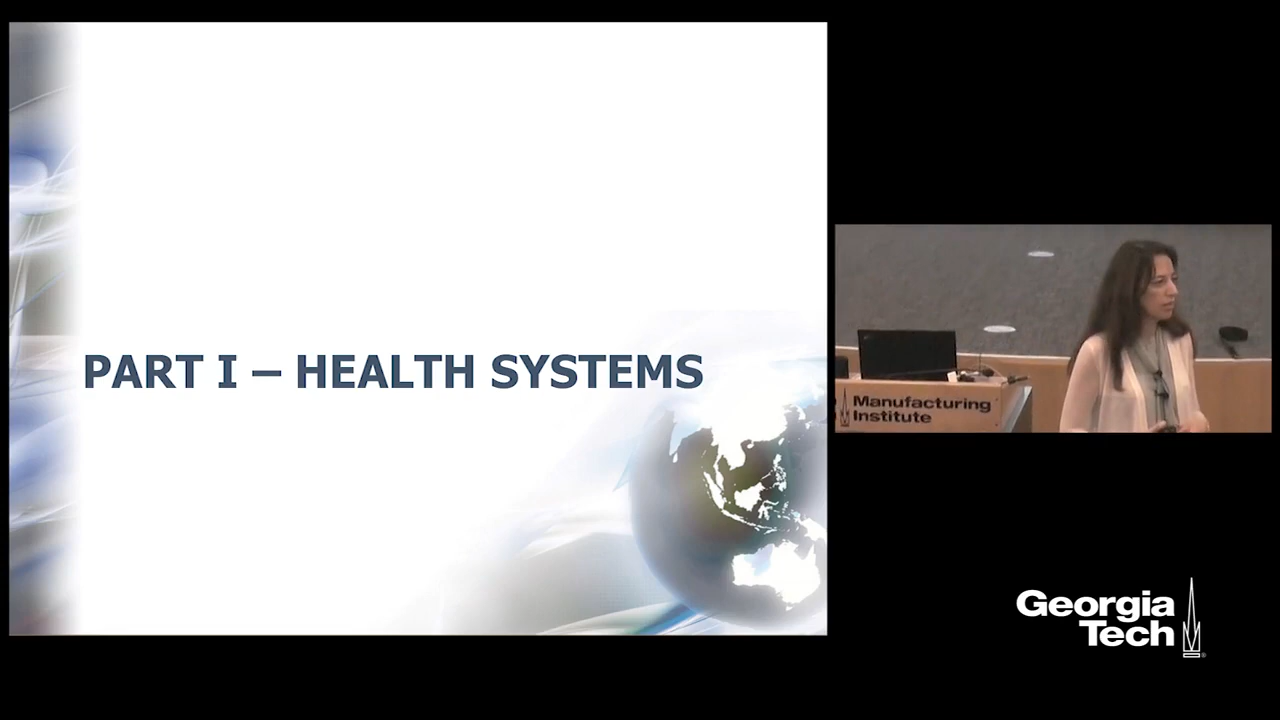 PART I – HEALTH SYSTEMS
Manufacturing
Institute
Georgia
Tech